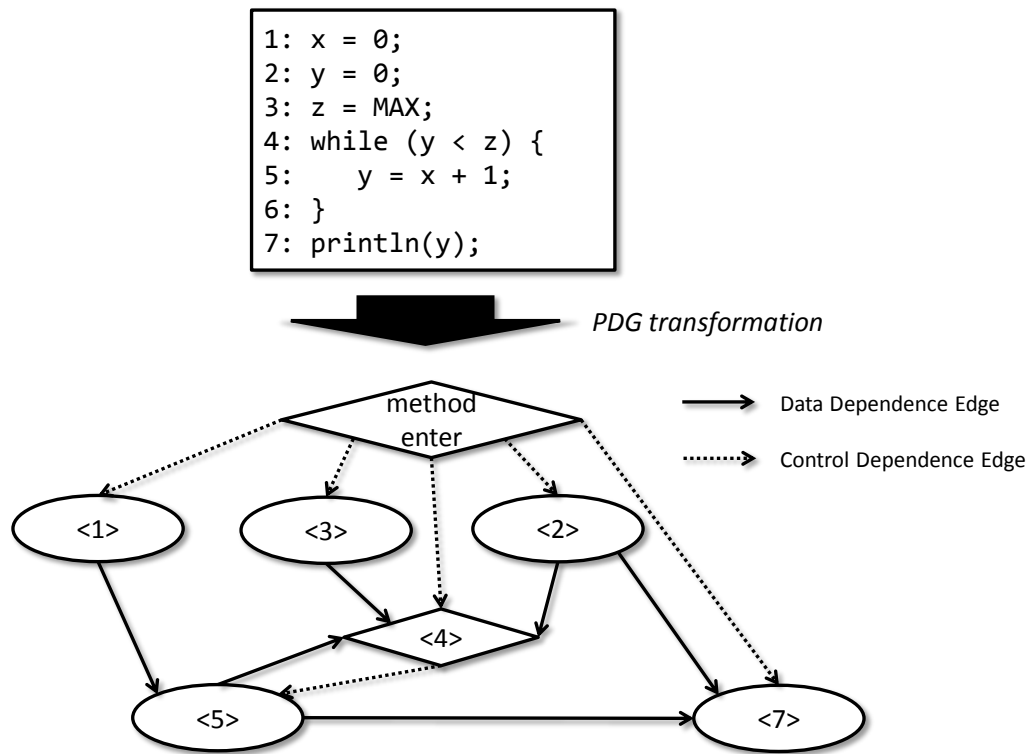 1: x = 0;
2: y = 0;
3: z = MAX;
4: while (y < z) {
5:    y = x + 1;
6: }
7: println(y);
PDG transformation
method
enter
Data Dependence Edge
Control Dependence Edge
<1>
<3>
<2>
<4>
<5>
<7>